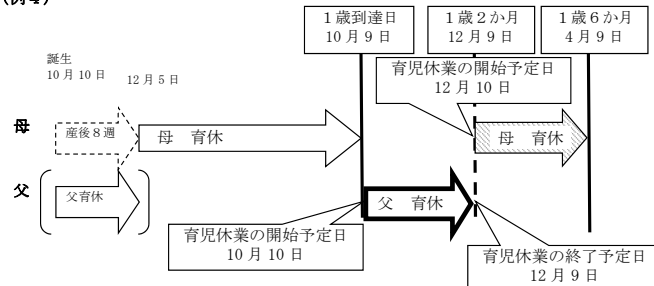 （例４）
１歳到達日
１０月９日
１歳２か月
１２月９日
１歳６か月
４月９日
誕生
１０月１０日
１２月５日
育児休業の開始予定日
１２月１０日
母
産後８週
母　育休
母　育休
父
父育休
父　育休
育児休業の開始予定日
１０月１０日
育児休業の終了予定日
１２月９日